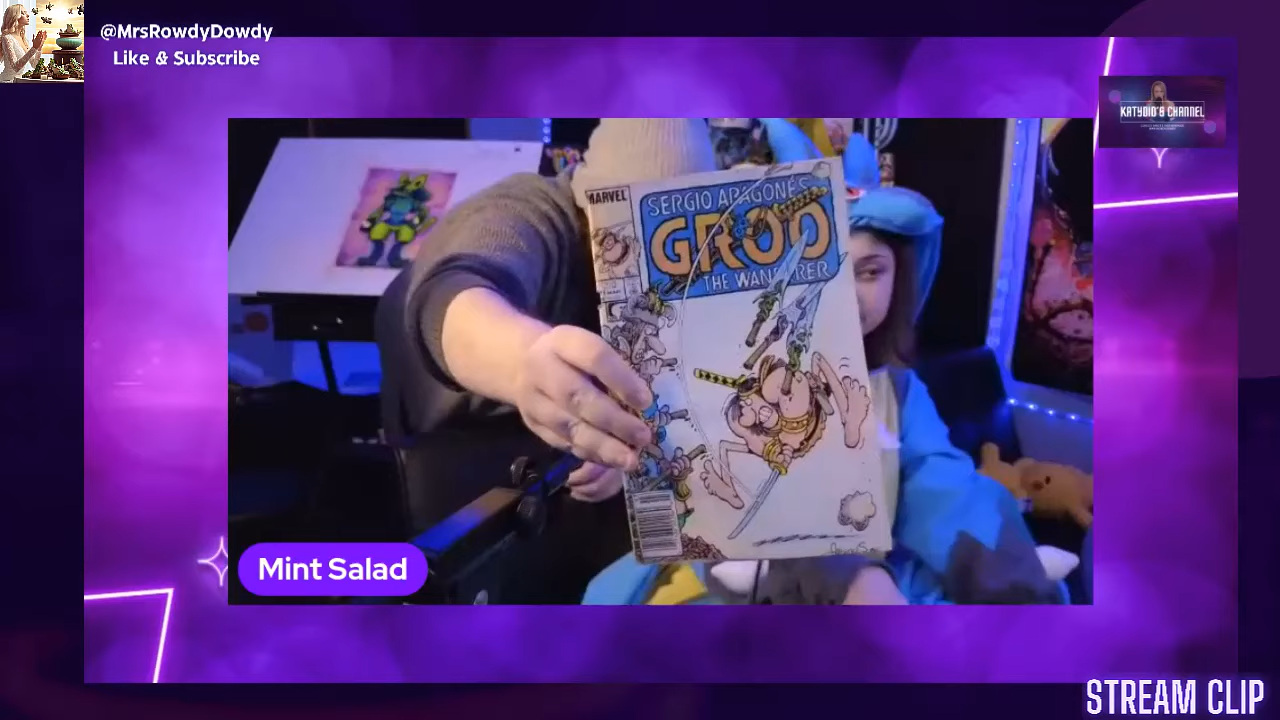 @MrsRowdyDowdy
Like & Subscribe
KATYDID'S CHANNEL
MARVEL
SERGIO ARAGONÉS
GROO
THE WANDERER
Mint Salad
STREAM CLIP